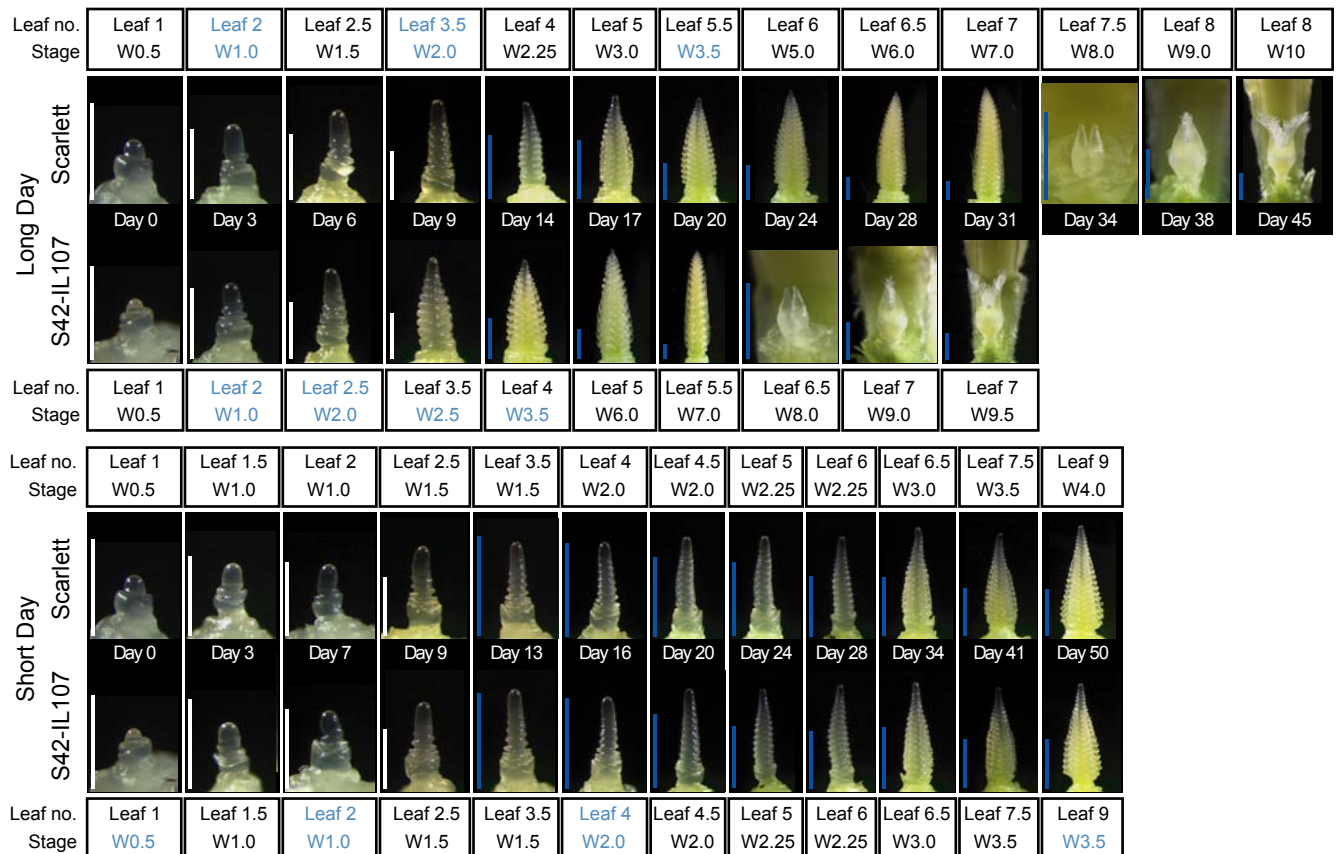 Leaf no. Leaf 1 Leaf 2 Leaf 2.5 Leaf 3.5 Leaf 4 Leaf 5 Leaf 5.5 Leaf 6 Leaf 6.5 Leaf 7 Leaf 7.5 Leaf 8 Leaf 8
Stage W0.5 W1.0 W1.5 W2.0 W2.25 W3.0 W3.5 W5.0 W6.0 W7.0 W8.0 W9.0 W10
Long Day
Scarlett
Day 0 Day 3 Day 6 Day 9 Day 14 Day 17 Day 20 Day 24 Day 28 Day 31 Day 34 Day 38 Day 45
S42-IL107
Leaf no. Leaf 1 Leaf 2 Leaf 2.5 Leaf 3.5 Leaf 4 Leaf 5 Leaf 5.5 Leaf 6.5 Leaf 7 Leaf 7
Stage W0.5 W1.0 W2.0 W2.5 W3.5 W6.0 W7.0 W8.0 W9.0 W9.5
Leaf no. Leaf 1 Leaf 1.5 Leaf 2 Leaf 2.5 Leaf 3.5 Leaf 4 Leaf 4.5 Leaf 5 Leaf 6 Leaf 6.5 Leaf 7.5 Leaf 9
Stage W0.5 W1.0 W1.0 W1.5 W1.5 W2.0 W2.0 W2.25 W2.25 W3.0 W3.5 W4.0
Short Day
Scarlett
Day 0 Day 3 Day 7 Day 9 Day 13 Day 16 Day 20 Day 24 Day 28 Day 34 Day 41 Day 50
S42-IL107
Leaf no. Leaf 1 Leaf 1.5 Leaf 2 Leaf 2.5 Leaf 3.5 Leaf 4 Leaf 4.5 Leaf 5 Leaf 6 Leaf 6.5 Leaf 7.5 Leaf 9
Stage W0.5 W1.0 W1.0 W1.5 W1.5 W2.0 W2.0 W2.25 W2.25 W3.0 W3.5 W3.5